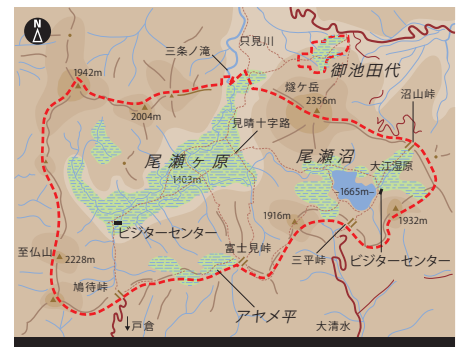 N
只見川
三条ノ滝
御池田代
1942m
燧ケ岳
2356m
沼山峠
2004m
見晴十字路
尾瀬ヶ原
1403m
尾瀬沼
大江湿原
1665m
1916m
1932m
ビジターセンター
富士見峠
三平峠
ビジターセンター
至仏山
2228m
鳩待峠
アヤメ平
戸倉
大清水